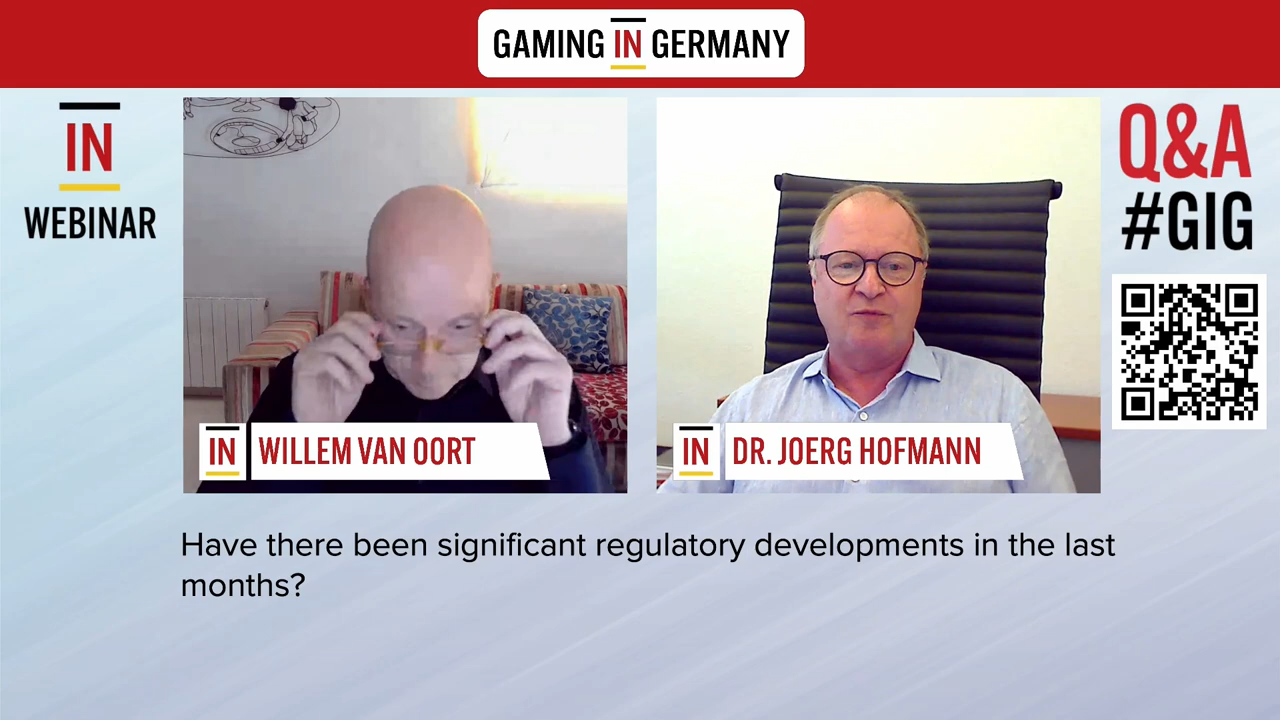 GAMING IN GERMANY
IN
WEBINAR
Q&A
#GIG
IN WILLEM VAN OORT
IN DR. JOERG HOFMANN
Have there been significant regulatory developments in the last
months?